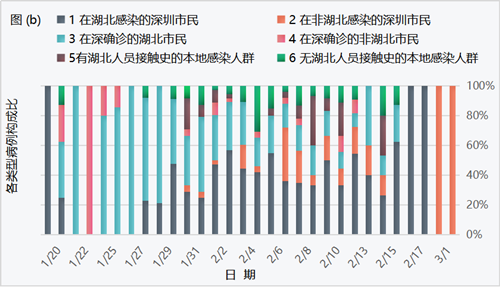 图 (b)
1 在湖北感染的深圳市民
2 在非湖北感染的深圳市民
3 在深确诊的湖北市民
4 在深确诊的非湖北市民
5有湖北人员接触史的本地感染人群
6 无湖北人员接触史的本地感染人群
各类型病例构成比
100%
80%
60%
40%
20%
0%
1/20 1/22 1/25 1/27 1/29 1/31 2/2 2/4 2/6 2/8 2/10 2/13 2/15 2/17 3/1
日 期